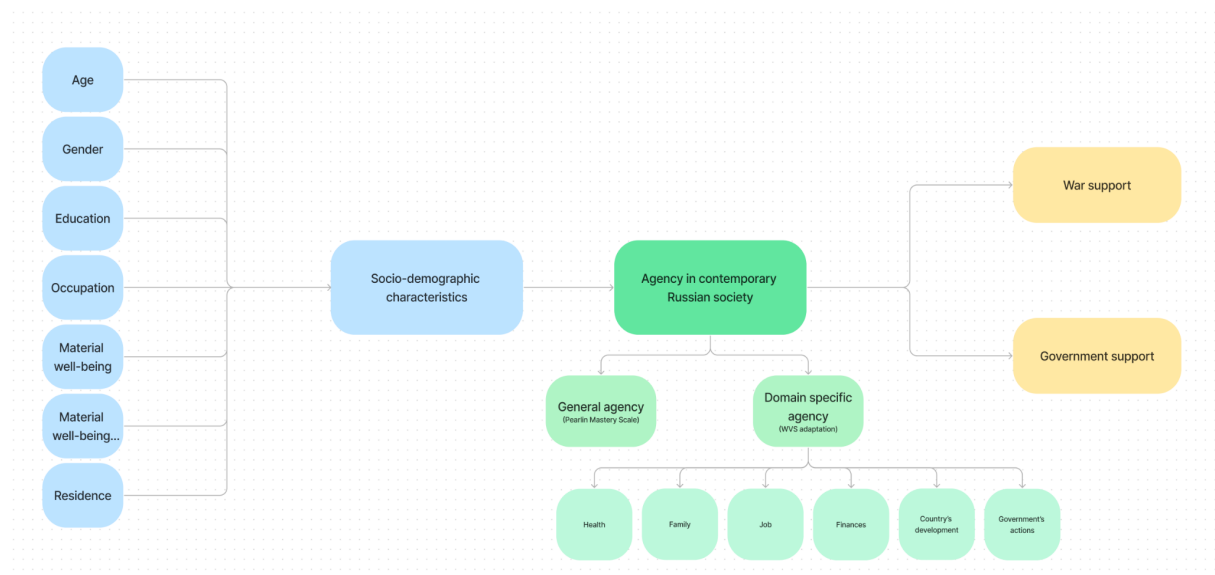 Age
Gender
Education
Occupation
Material
well-being
Material
well-being...
Residence
Socio-demographic
characteristics
Agency in contemporary
Russian society
General agency
(Pearlin Mastery Scale)
Domain specific
agency
(WVS adaptation)
Health
Family
Job
Finances
Country's
development
Government's
actions
War support
Government support